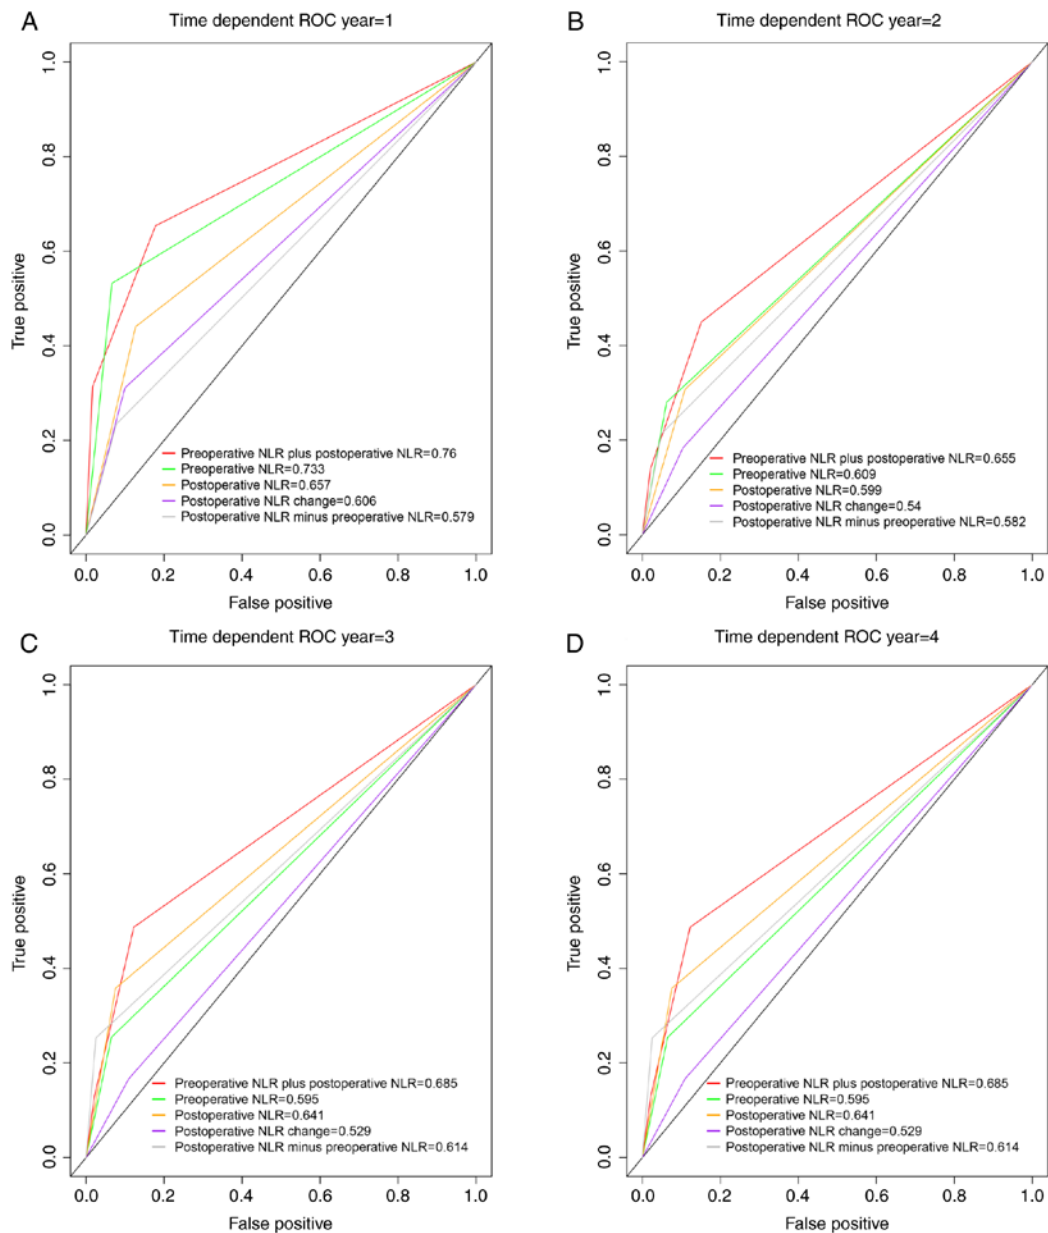 A
Time dependent ROC year=1
True positive
1.0
0.8
0.6
0.4
0.2
0.0
Preoperative NLR plus postoperative NLR=0.76
Preoperative NLR=0.733
Postoperative NLR=0.657
Postoperative NLR change=0.606
Postoperative NLR minus preoperative NLR=0.579
0.0 0.2 0.4 0.6 0.8 1.0
False positive
B
Time dependent ROC year=2
True positive
1.0
0.8
0.6
0.4
0.2
0.0
Preoperative NLR plus postoperative NLR=0.655
Preoperative NLR=0.609
Postoperative NLR=0.599
Postoperative NLR change=0.54
Postoperative NLR minus preoperative NLR=0.582
0.0 0.2 0.4 0.6 0.8 1.0
False positive
C
Time dependent ROC year=3
True positive
1.0
0.8
0.6
0.4
0.2
0.0
Preoperative NLR plus postoperative NLR=0.685
Preoperative NLR=0.595
Postoperative NLR=0.641
Postoperative NLR change=0.529
Postoperative NLR minus preoperative NLR=0.614
0.0 0.2 0.4 0.6 0.8 1.0
False positive
D
Time dependent ROC year=4
True positive
1.0
0.8
0.6
0.4
0.2
0.0
Preoperative NLR plus postoperative NLR=0.685
Preoperative NLR=0.595
Postoperative NLR=0.641
Postoperative NLR change=0.529
Postoperative NLR minus preoperative NLR=0.614
0.0 0.2 0.4 0.6 0.8 1.0
False positive